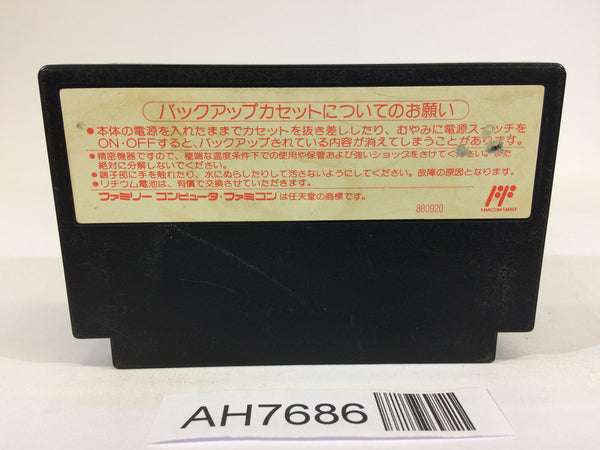 バックアップカセットについてのお願い
●本体の電源を入れたままでカセットを抜き差ししたり、むやみに電源スイッチを
ON・OFFすると、バックアップされている内容が消えてしまうことがあります。
●精密機器ですので、極端な温度条件下での使用や保管および強いショックをさけてください。また
絶対に分解しないでください。
●端子部に手を触れたり、水にぬらしたりして汚さないようにしてください。故障の原因となります。
●リチウム電池は、有償で交換させていただきます。
ファミリーコンピュータ・ファミコンは任天堂の商標です。
880920
FF
FAMICOM FAMILY
AH7686